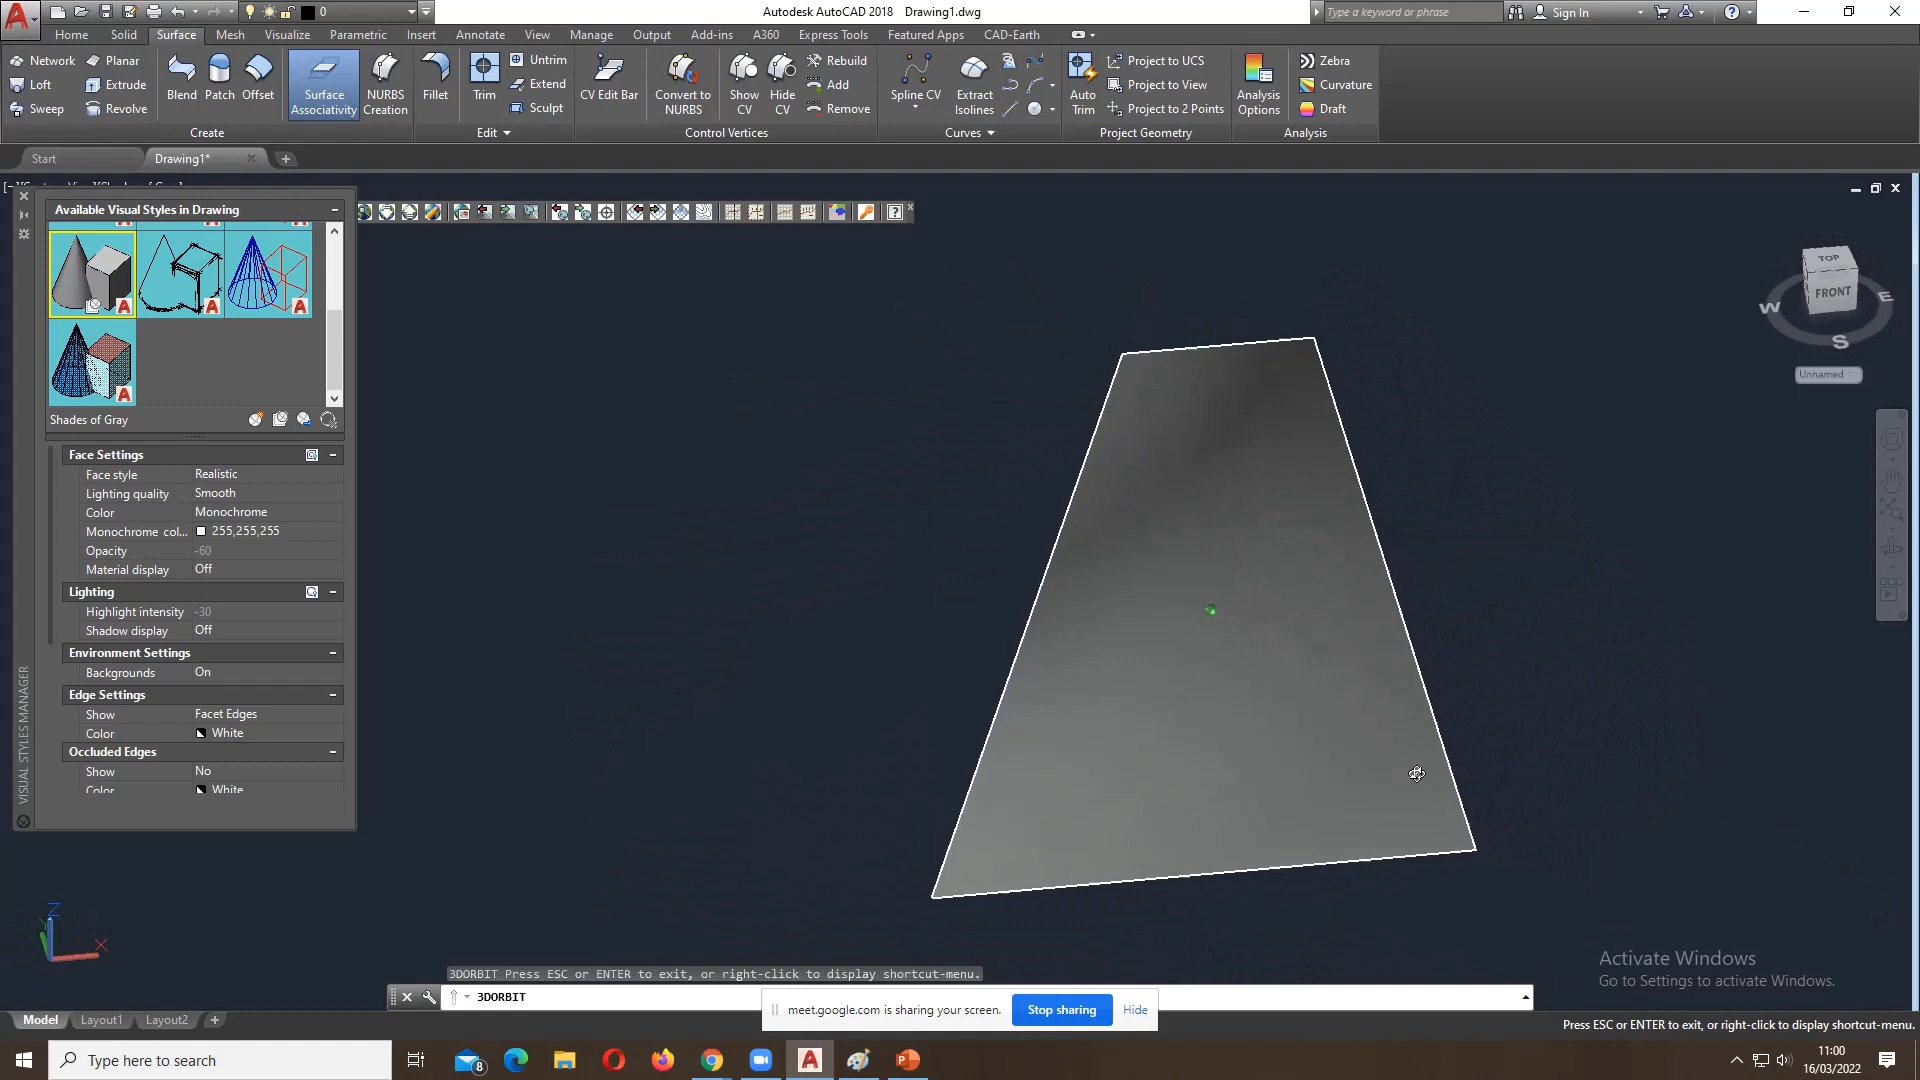 0
Autodesk AutoCAD 2018 Drawing1.dwg
Type a keyword or phrase
Sign In
Home Solid Surface Mesh Visualize Parametric Insert Annotate View Manage Output Add-ins A360 Express Tools Featured Apps CAD-Earth
Network Planar
Loft Extrude
Sweep Revolve
Create
Blend Patch Offset
Surface Associativity
NURBS Creation
Fillet
Trim
Untrim
Extend
Sculpt
Edit
CV Edit Bar
Convert to NURBS
Show CV
Hide CV
Rebuild
Add
Remove
Control Vertices
Spline CV
Extract Isolines
Curves
Auto Trim
Project to UCS
Project to View
Project to 2 Points
Project Geometry
Analysis Options
Zebra
Curvature
Draft
Analysis
Start Drawing1*
Available Visual Styles in Drawing
Shades of Gray
Face Settings
Face style Realistic
Lighting quality Smooth
Color Monochrome
Monochrome col... 255,255,255
Opacity -60
Material display Off
Lighting
Highlight intensity -30
Shadow display Off
Environment Settings
Backgrounds On
Edge Settings
Show Facet Edges
Color White
Occluded Edges
Show No
Color White
VISUAL STYLES MANAGER
TOP
FRONT
W E
S
Unnamed
Z
Y
X
3DORBIT Press ESC or ENTER to exit, or right-click to display shortcut-menu.
3DORBIT
Activate Windows
Go to Settings to activate Windows.
meet.google.com is sharing your screen. Stop sharing Hide
Model Layout1 Layout2
Press ESC or ENTER to exit, or right-click to display shortcut-menu.
Type here to search
8
11:00
16/03/2022